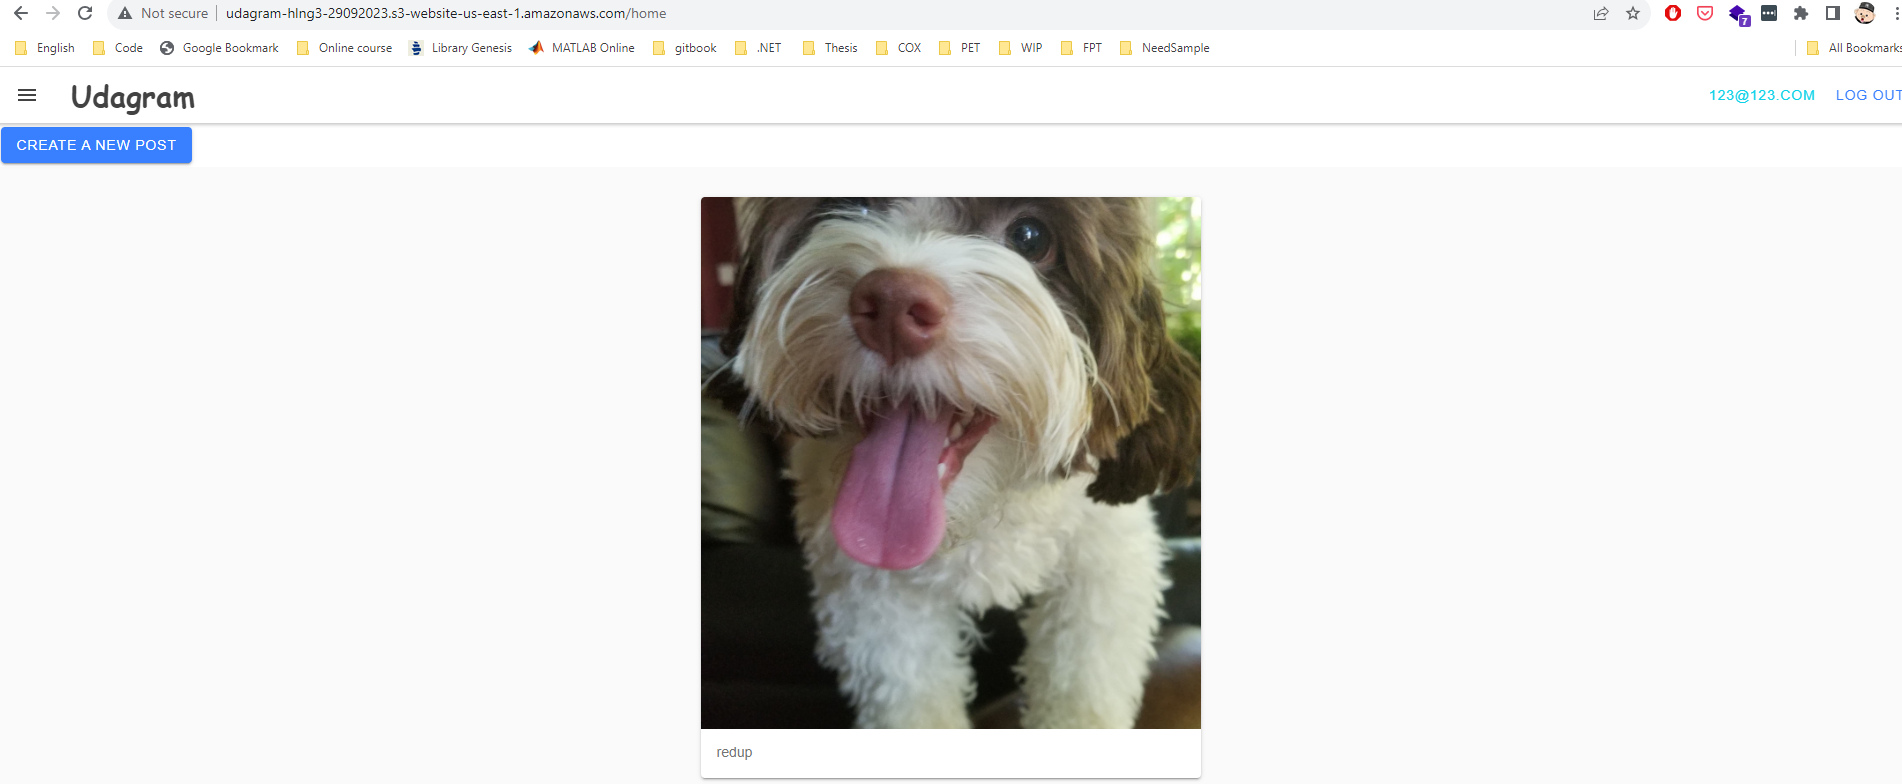 Not secure | udagram-hlng3-29092023.s3-website-us-east-1.amazonaws.com/home
7
English Code Google Bookmark Online course Library Genesis MATLAB Online gitbook .NET Thesis COX PET WIP FPT NeedSample All Bookmarks
Udagram 123@123.COM LOG OUT
CREATE A NEW POST
redup